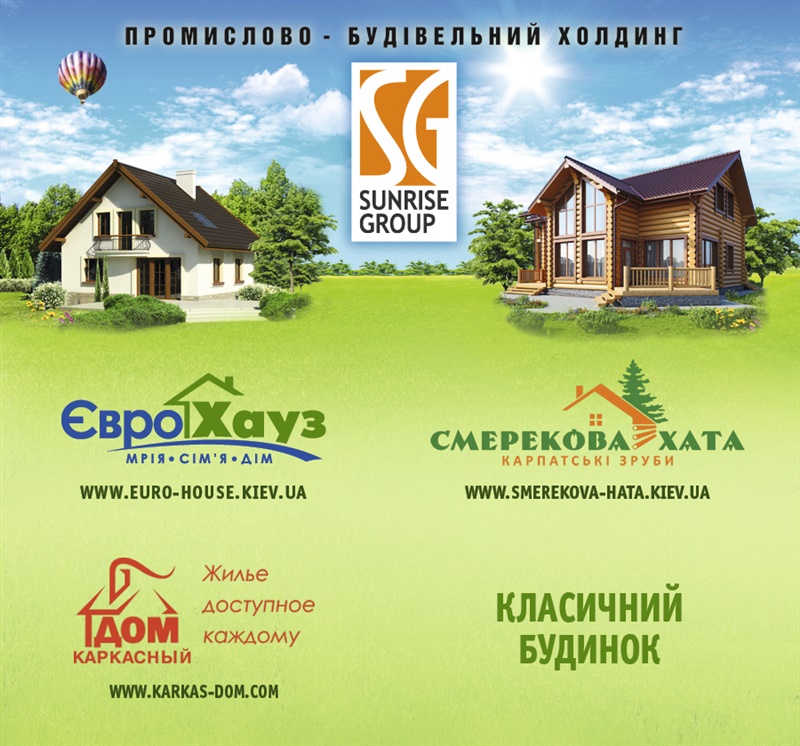 ПРОМИСЛОВО - БУДІВЕЛЬНИЙ ХОЛДИНГ
SG
SUNRISE
GROUP
ЄвроХауз
МРІЯ • СІМ'Я • ДІМ
WWW.EURO-HOUSE.KIEV.UA
СМЕРЕКОВА ХАТА
КАРПАТСЬКІ ЗРУБИ
WWW.SMEREKOVA-HATA.KIEV.UA
ДОМ
КАРКАСНЫЙ
Жилье
доступное
каждому
WWW.KARKAS-DOM.COM
КЛАСИЧНИЙ
БУДИНОК